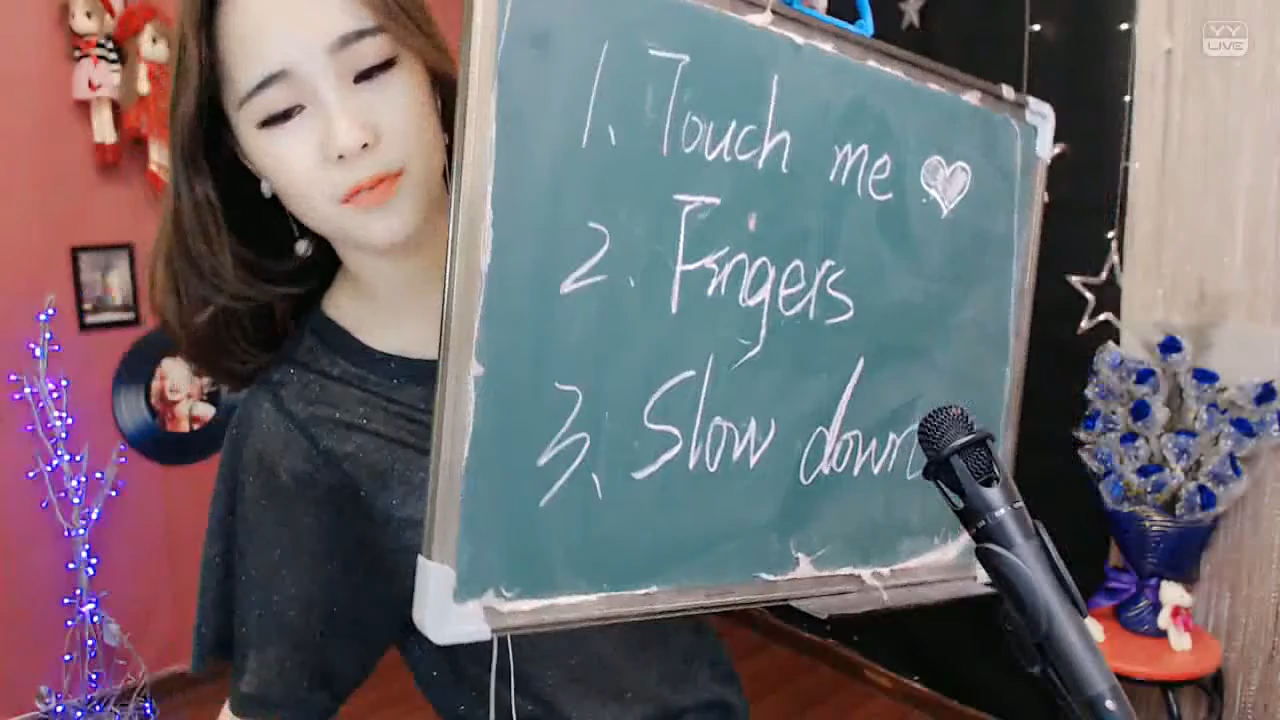 YY
LIVE
1. Touch me ♡
2. Fingers
3. Slow down